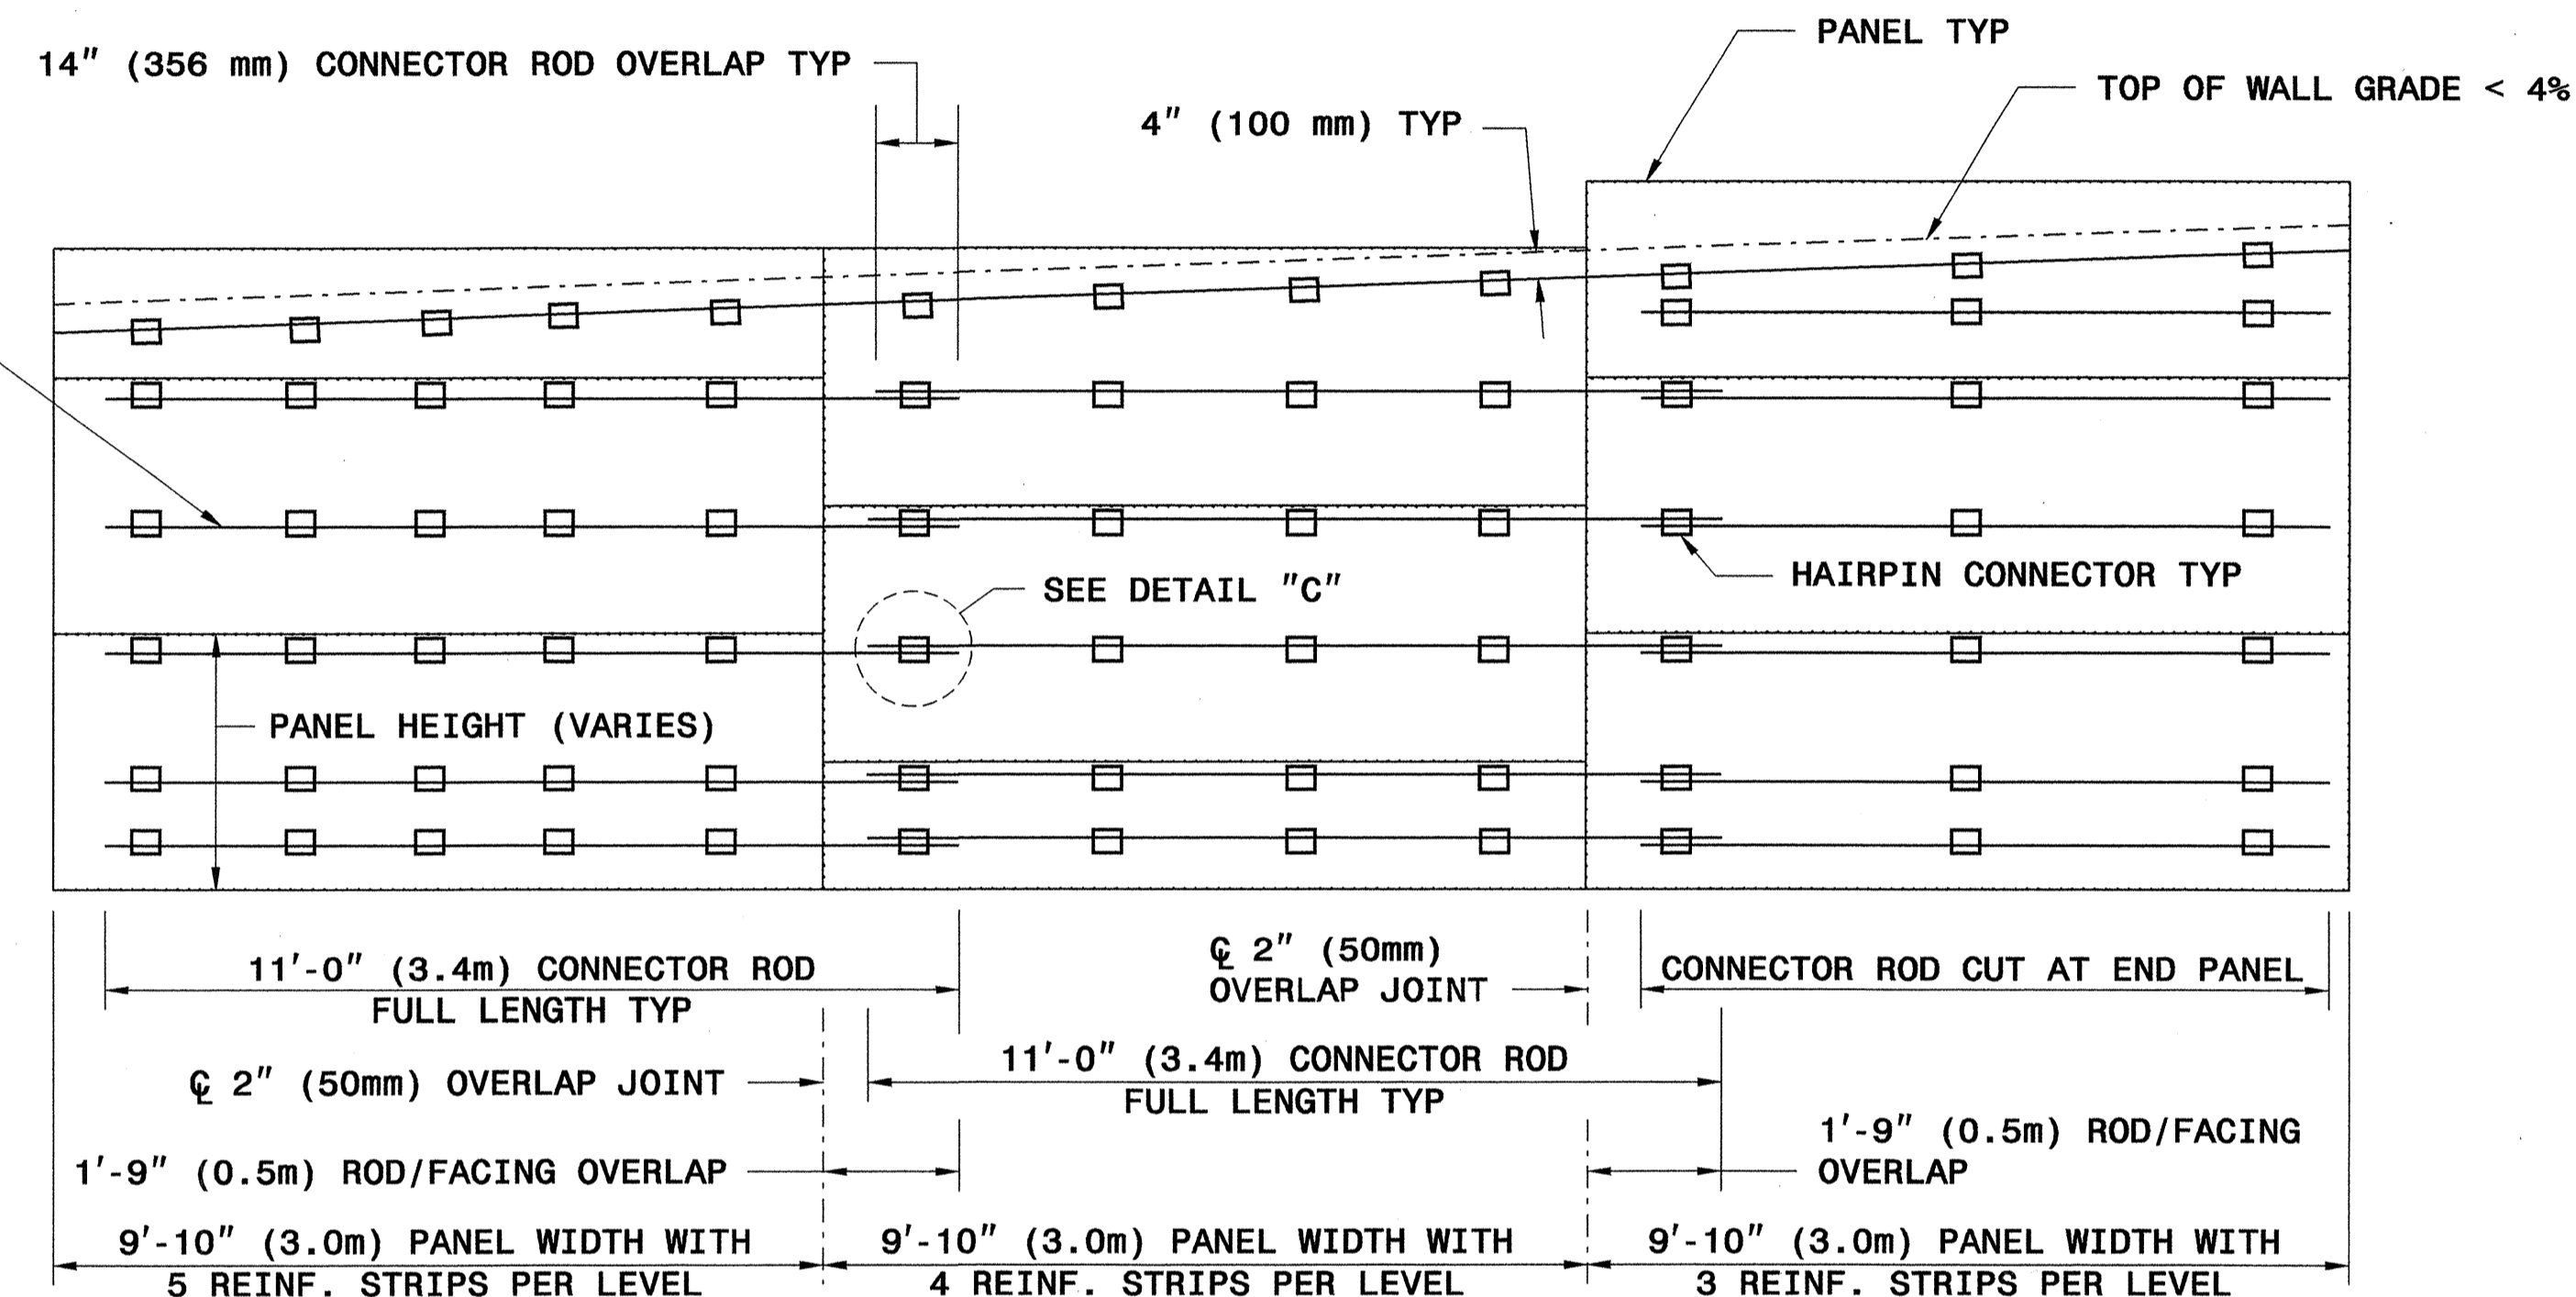 14" (356 mm) CONNECTOR ROD OVERLAP TYP
PANEL TYP
TOP OF WALL GRADE < 4%
4" (100 mm) TYP
SEE DETAIL "C"
HAIRPIN CONNECTOR TYP
PANEL HEIGHT (VARIES)
11'-0" (3.4m) CONNECTOR ROD
FULL LENGTH TYP
℄ 2" (50mm)
OVERLAP JOINT
CONNECTOR ROD CUT AT END PANEL
℄ 2" (50mm) OVERLAP JOINT
11'-0" (3.4m) CONNECTOR ROD
FULL LENGTH TYP
1'-9" (0.5m) ROD/FACING OVERLAP
1'-9" (0.5m) ROD/FACING
OVERLAP
9'-10" (3.0m) PANEL WIDTH WITH
5 REINF. STRIPS PER LEVEL
9'-10" (3.0m) PANEL WIDTH WITH
4 REINF. STRIPS PER LEVEL
9'-10" (3.0m) PANEL WIDTH WITH
3 REINF. STRIPS PER LEVEL